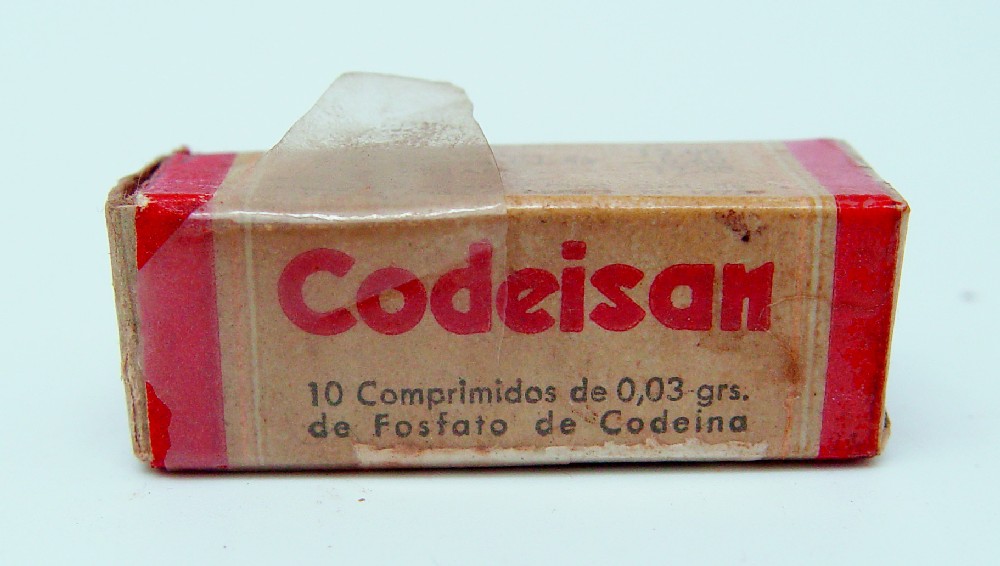 Codeisan
10 Comprimidos de 0,03 grs.
de Fosfato de Codeina